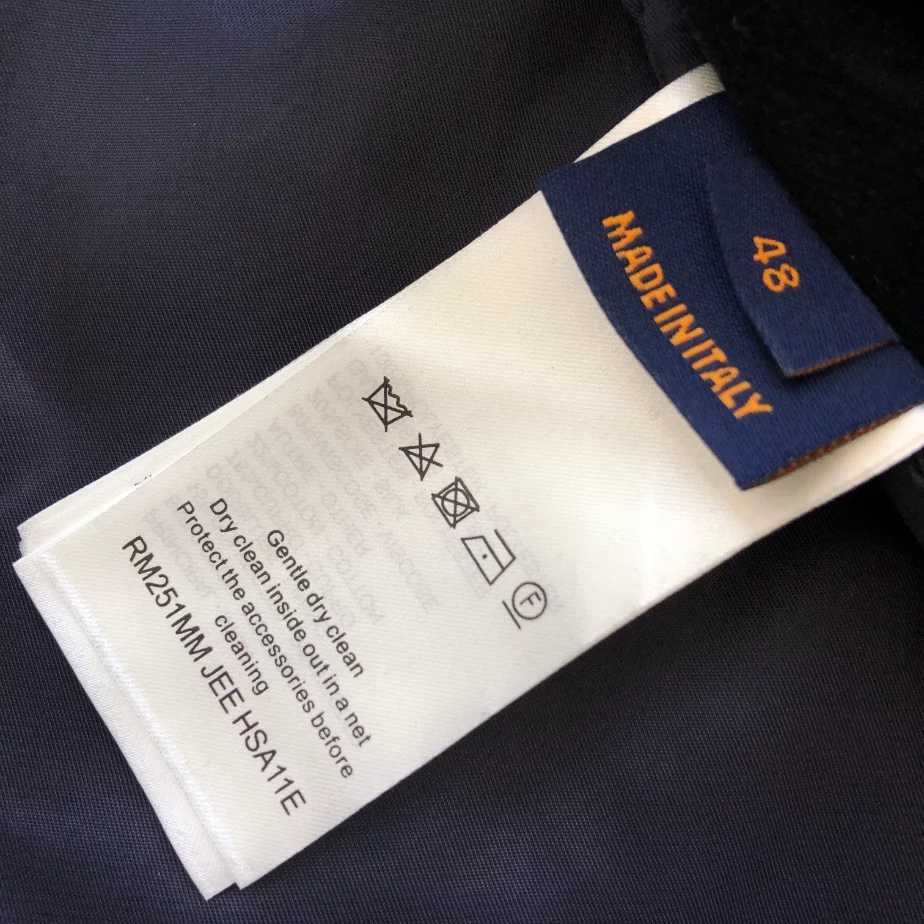 48
MADE IN ITALY
F
Gentle dry clean
Dry clean inside out in a net
Protect the accessories before
cleaning
RM251MM JEE HSA11E